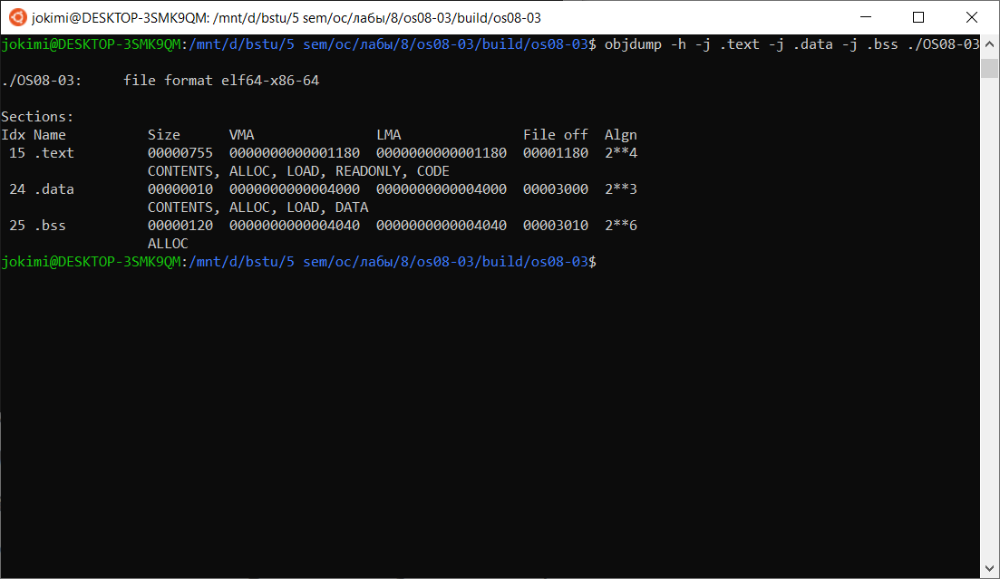 jokimi@DESKTOP-3SMK9QM: /mnt/d/bstu/5 sem/ос/лабы/8/os08-03/build/os08-03
jokimi@DESKTOP-3SMK9QM:/mnt/d/bstu/5 sem/ос/лабы/8/os08-03/build/os08-03$ objdump -h -j .text -j .data -j .bss ./OS08-03
./OS08-03:     file format elf64-x86-64
Sections:
Idx Name          Size      VMA               LMA               File off  Algn
 15 .text         00000755  0000000000001180  0000000000001180  00001180  2**4
                  CONTENTS, ALLOC, LOAD, READONLY, CODE
 24 .data         00000010  0000000000004000  0000000000004000  00003000  2**3
                  CONTENTS, ALLOC, LOAD, DATA
 25 .bss          00000120  0000000000004040  0000000000004040  00003010  2**6
                  ALLOC
jokimi@DESKTOP-3SMK9QM:/mnt/d/bstu/5 sem/ос/лабы/8/os08-03/build/os08-03$